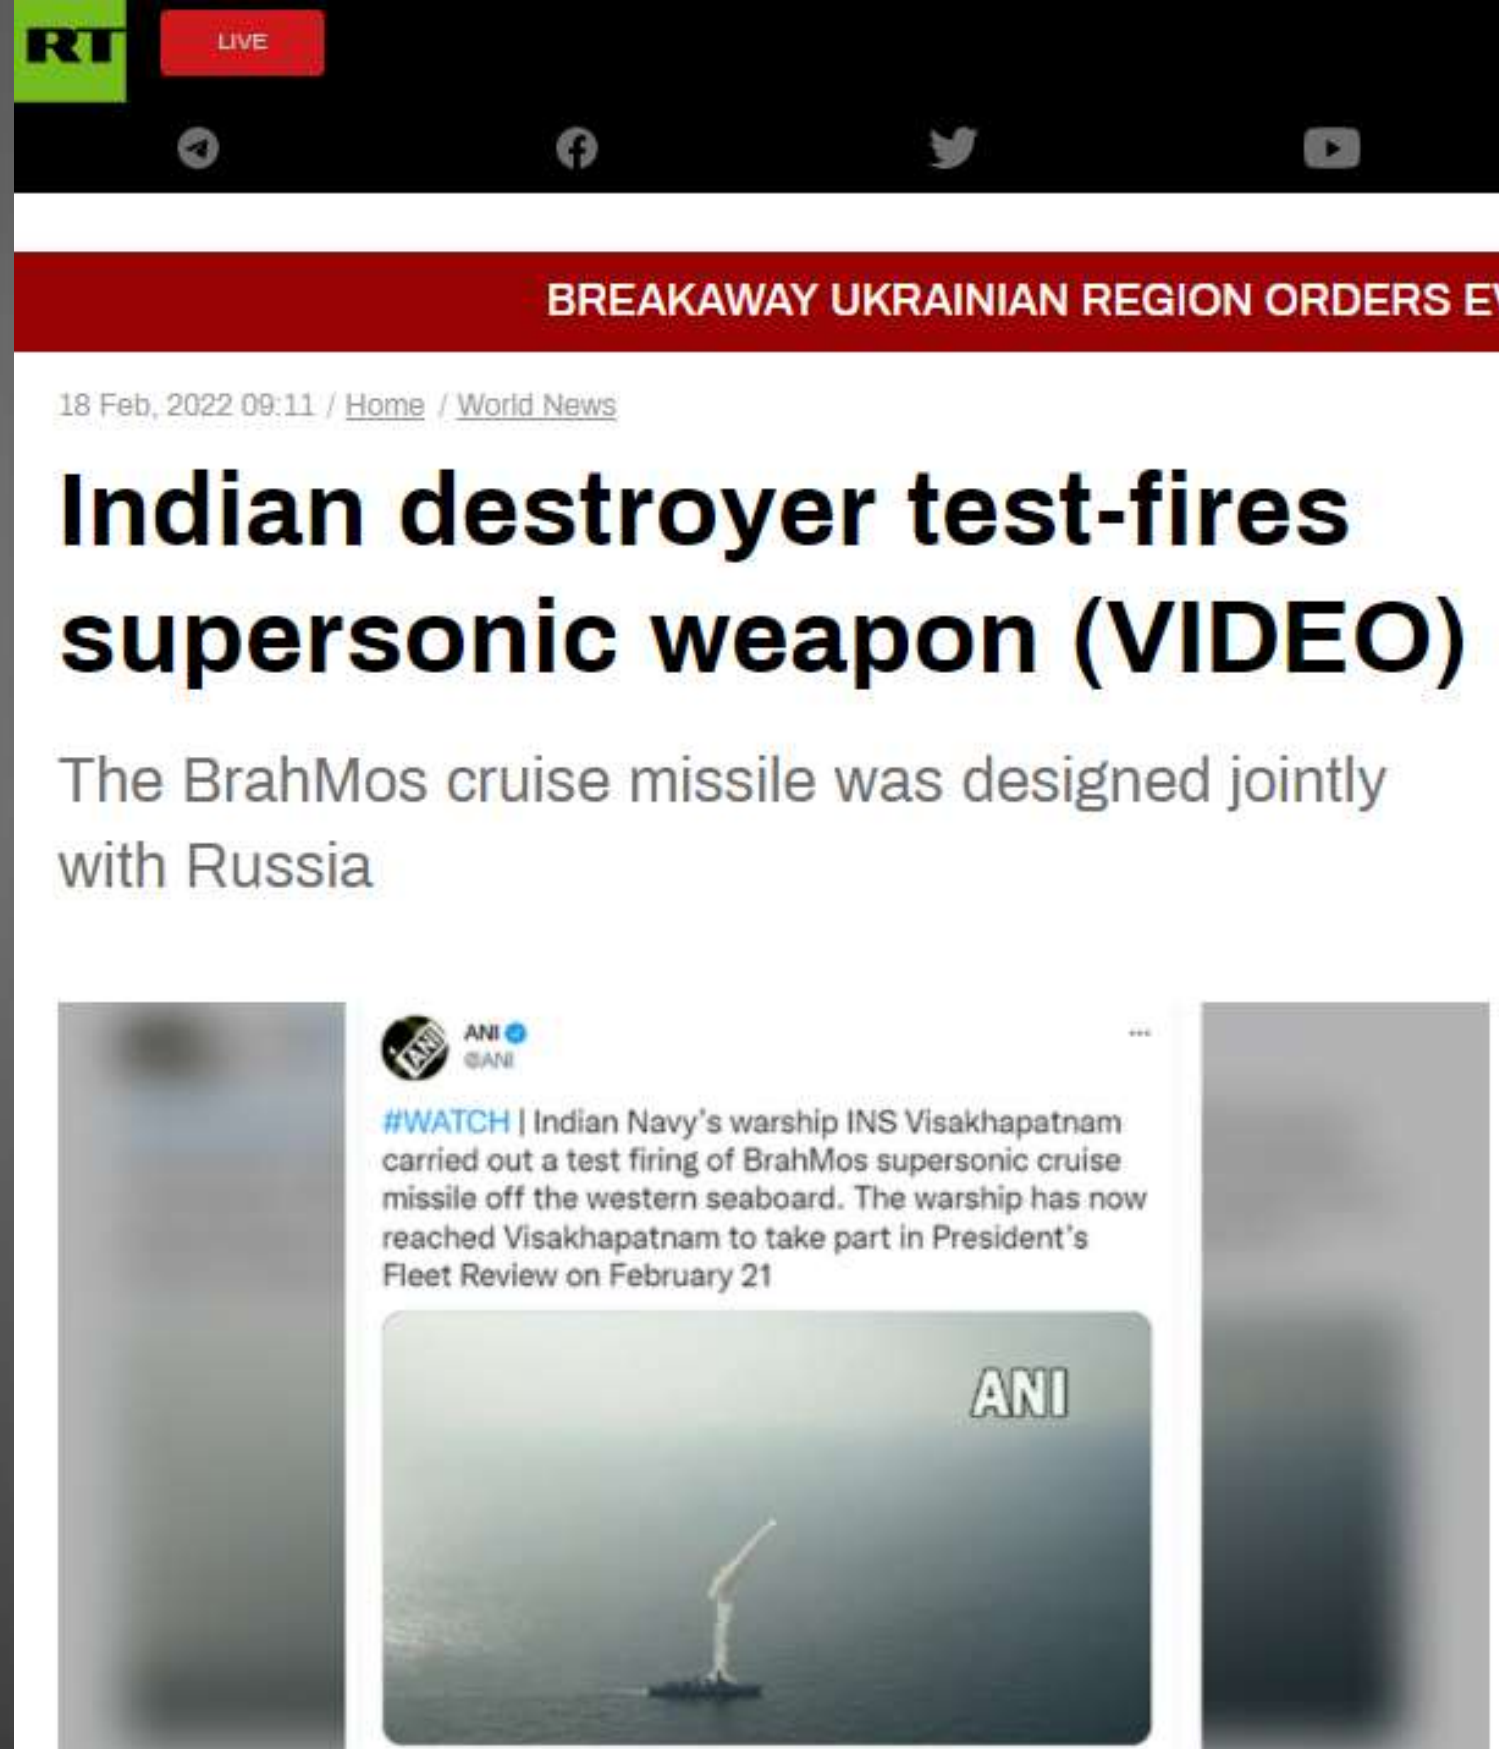 RT
LIVE
BREAKAWAY UKRAINIAN REGION ORDERS
18 Feb, 2022 09:11 / Home / World News
Indian destroyer test-fires
supersonic weapon (VIDEO)
The BrahMos cruise missile was designed jointly
with Russia
ANI
@ANI
#WATCH | Indian Navy's warship INS Visakhapatnam
carried out a test firing of BrahMos supersonic cruise
missile off the western seaboard. The warship has now
reached Visakhapatnam to take part in President's
Fleet Review on February 21
ANI